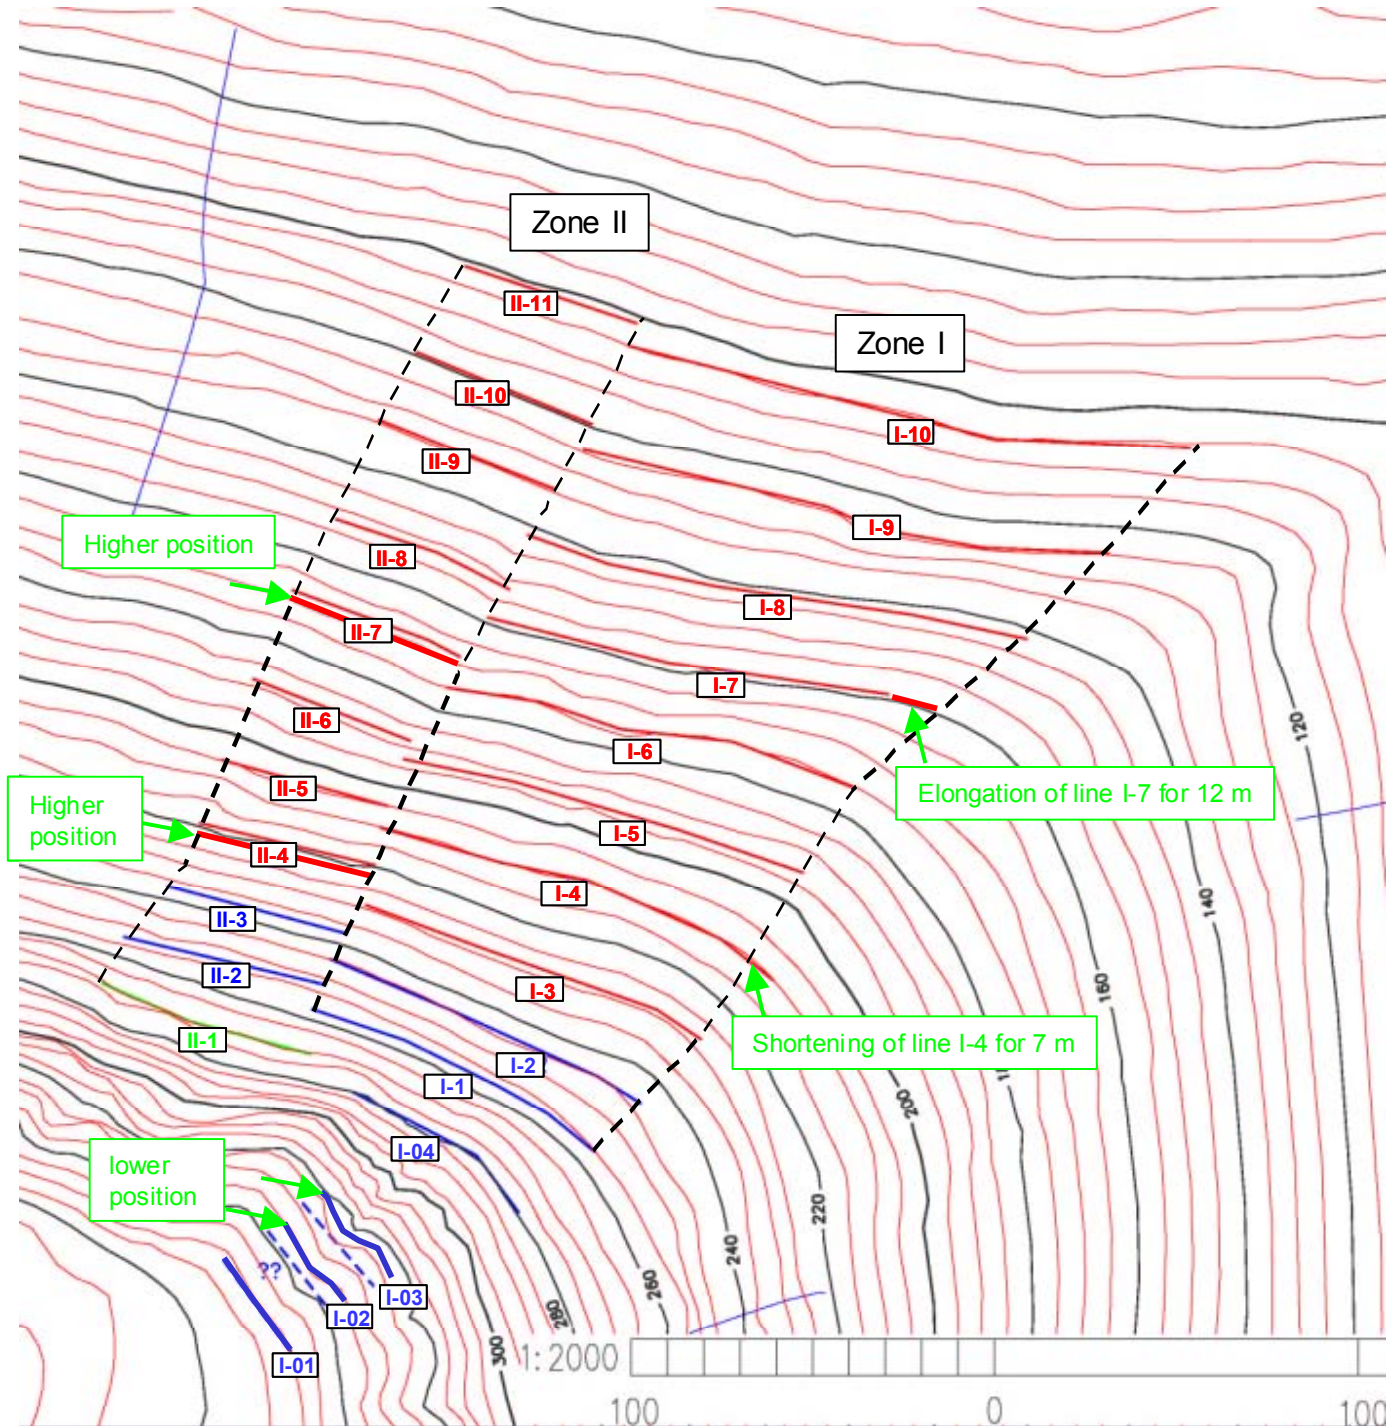 Zone II
II-11
Zone I
II-10
I-10
II-9
I-9
Higher position
II-8
I-8
II-7
I-7
II-6
I-6
120
Higher
position
II-5
Elongation of line I-7 for 12 m
I-5
II-4
I-4
140
II-3
II-2
I-3
160
II-1
Shortening of line I-4 for 7 m
I-2
I-1
200
I-04
lower
position
220
240
??
I-03
260
I-02
280
300
1:2000
I-01
100
0
100